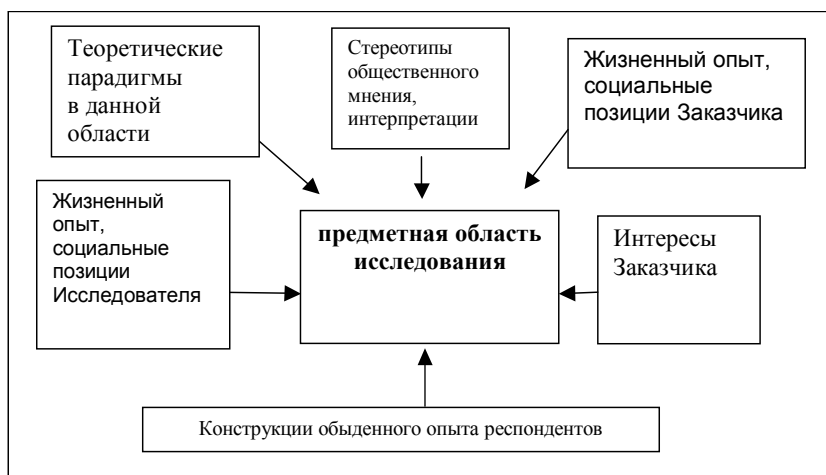 Теоретические
парадигмы
в данной
области
Стереотипы
общественного
мнения,
интерпретации
Жизненный опыт,
социальные
позиции Заказчика
Жизненный
опыт,
социальные
позиции
Исследователя
предметная область
исследования
Интересы
Заказчика
Конструкции обыденного опыта респондентов